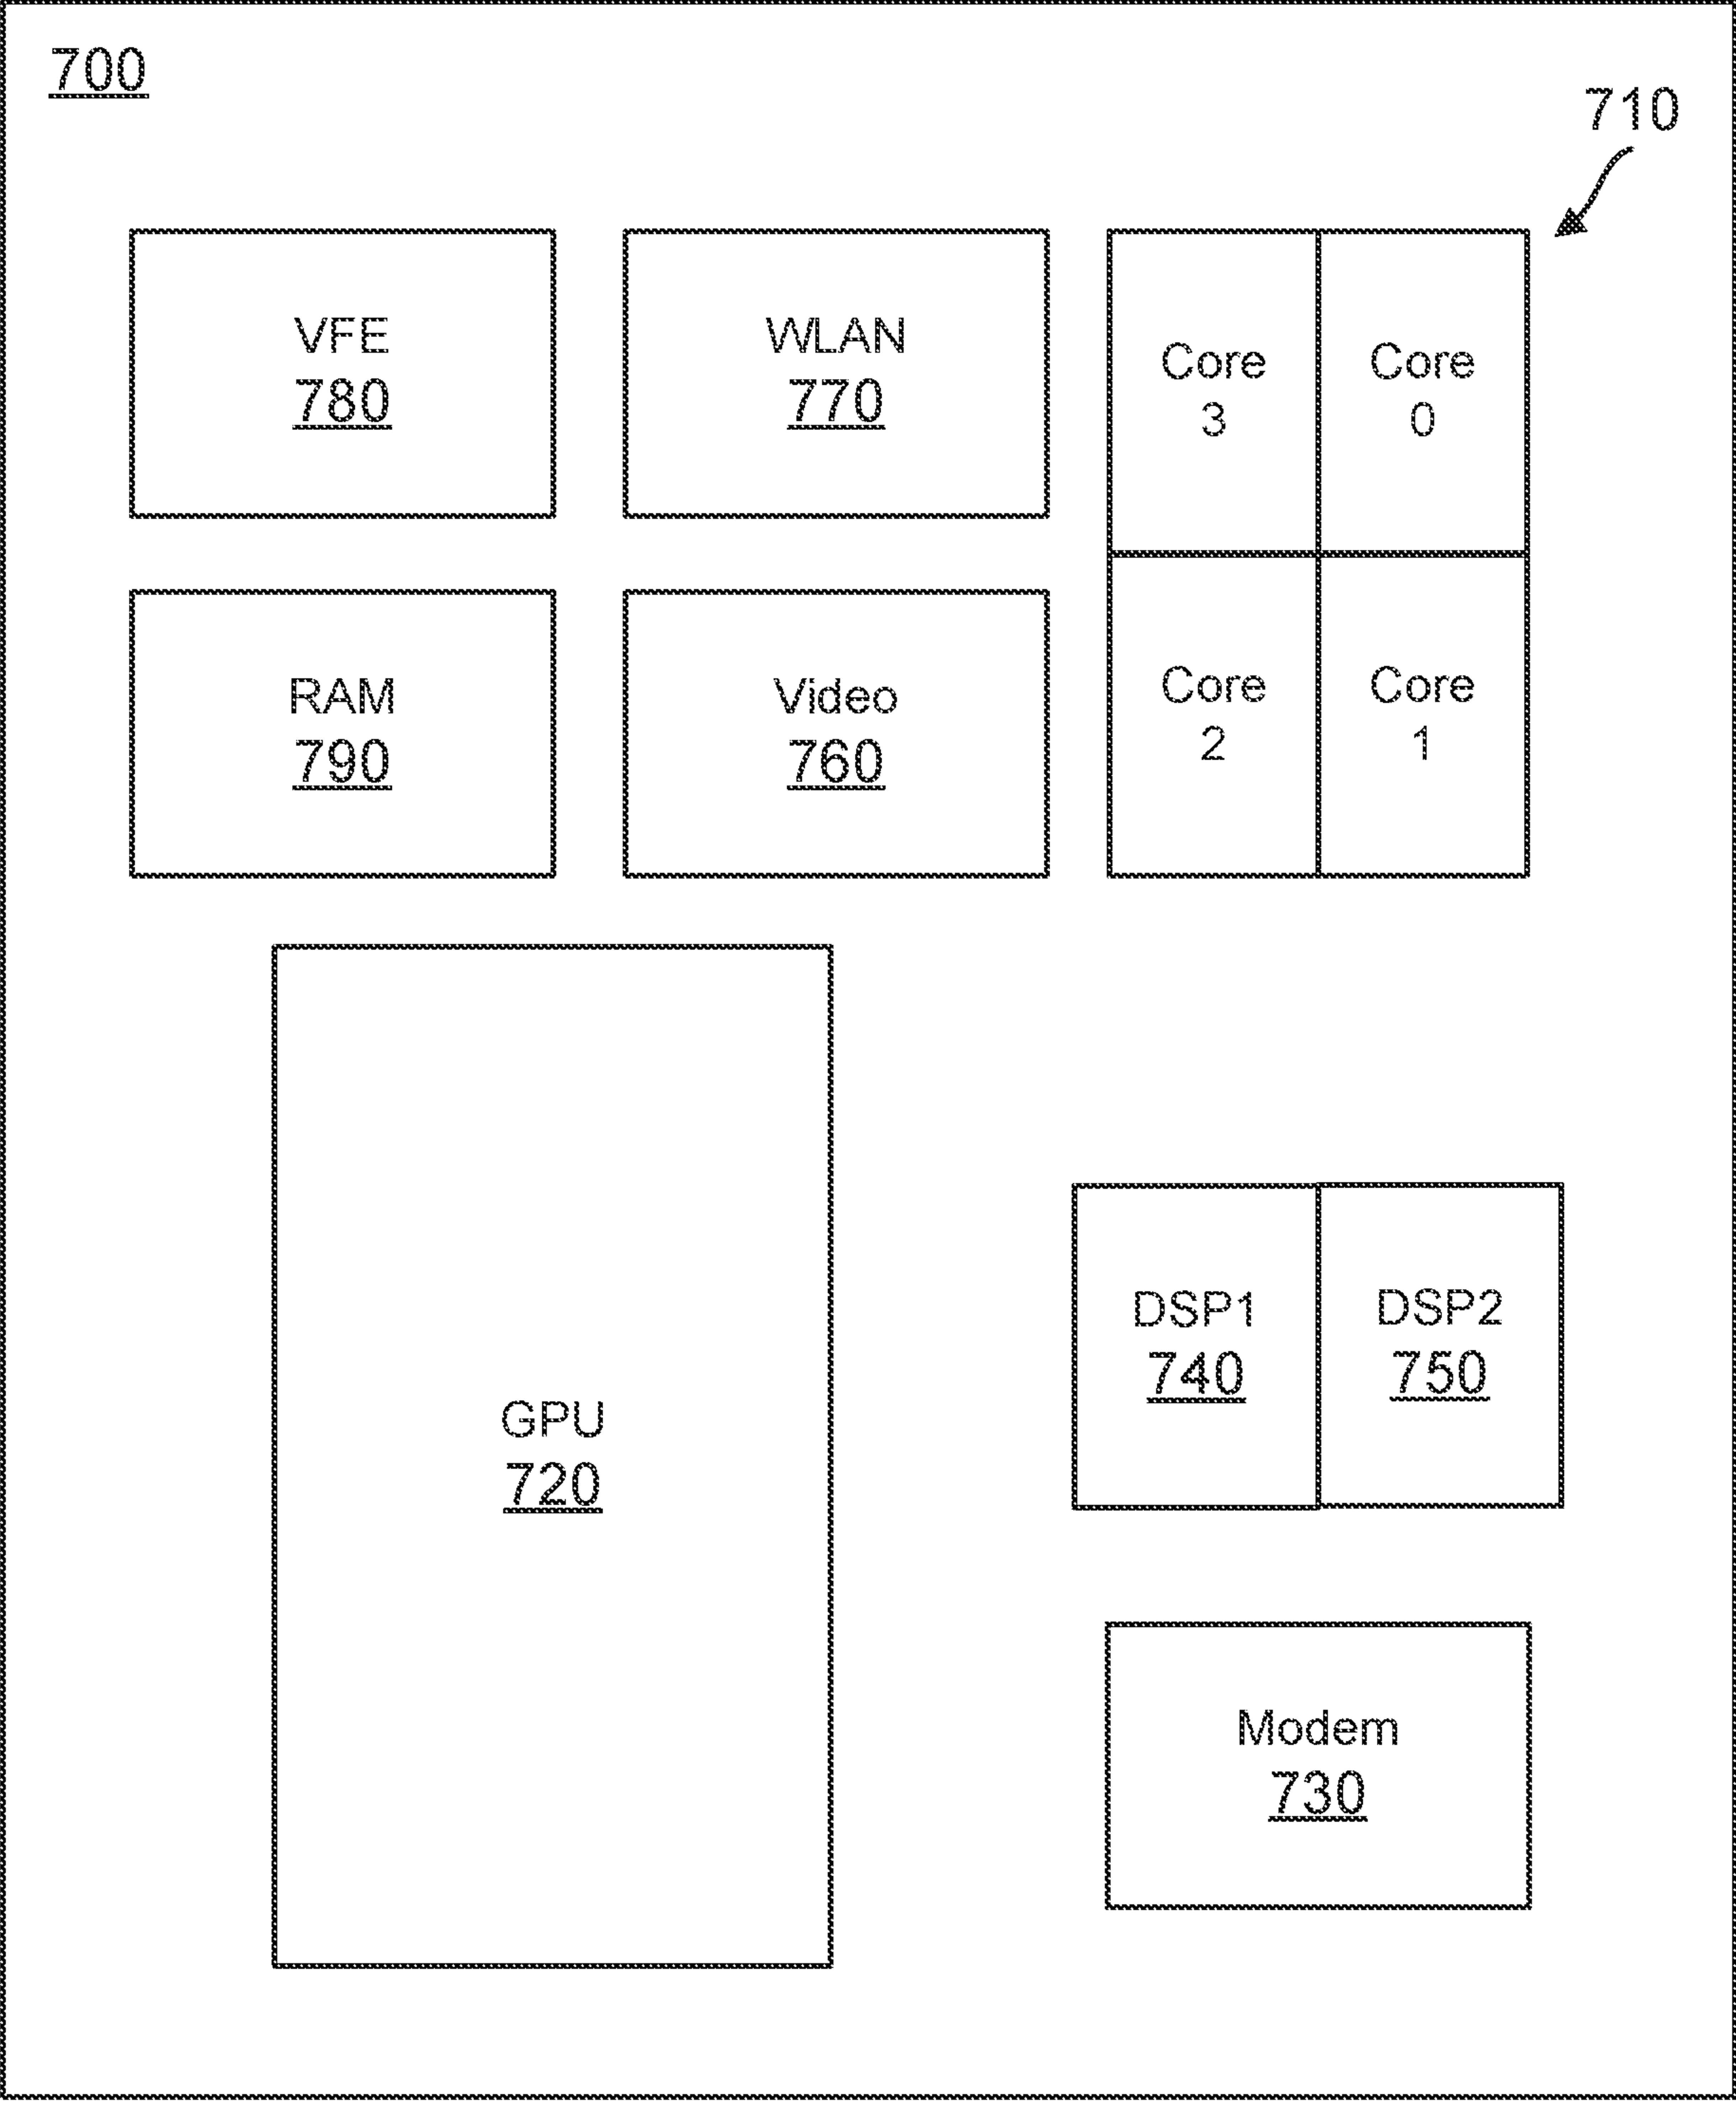 700
710
VFE
780
WLAN
770
Core
3
Core
0
RAM
790
Video
760
Core
2
Core
1
GPU
720
DSP1
740
DSP2
750
Modem
730